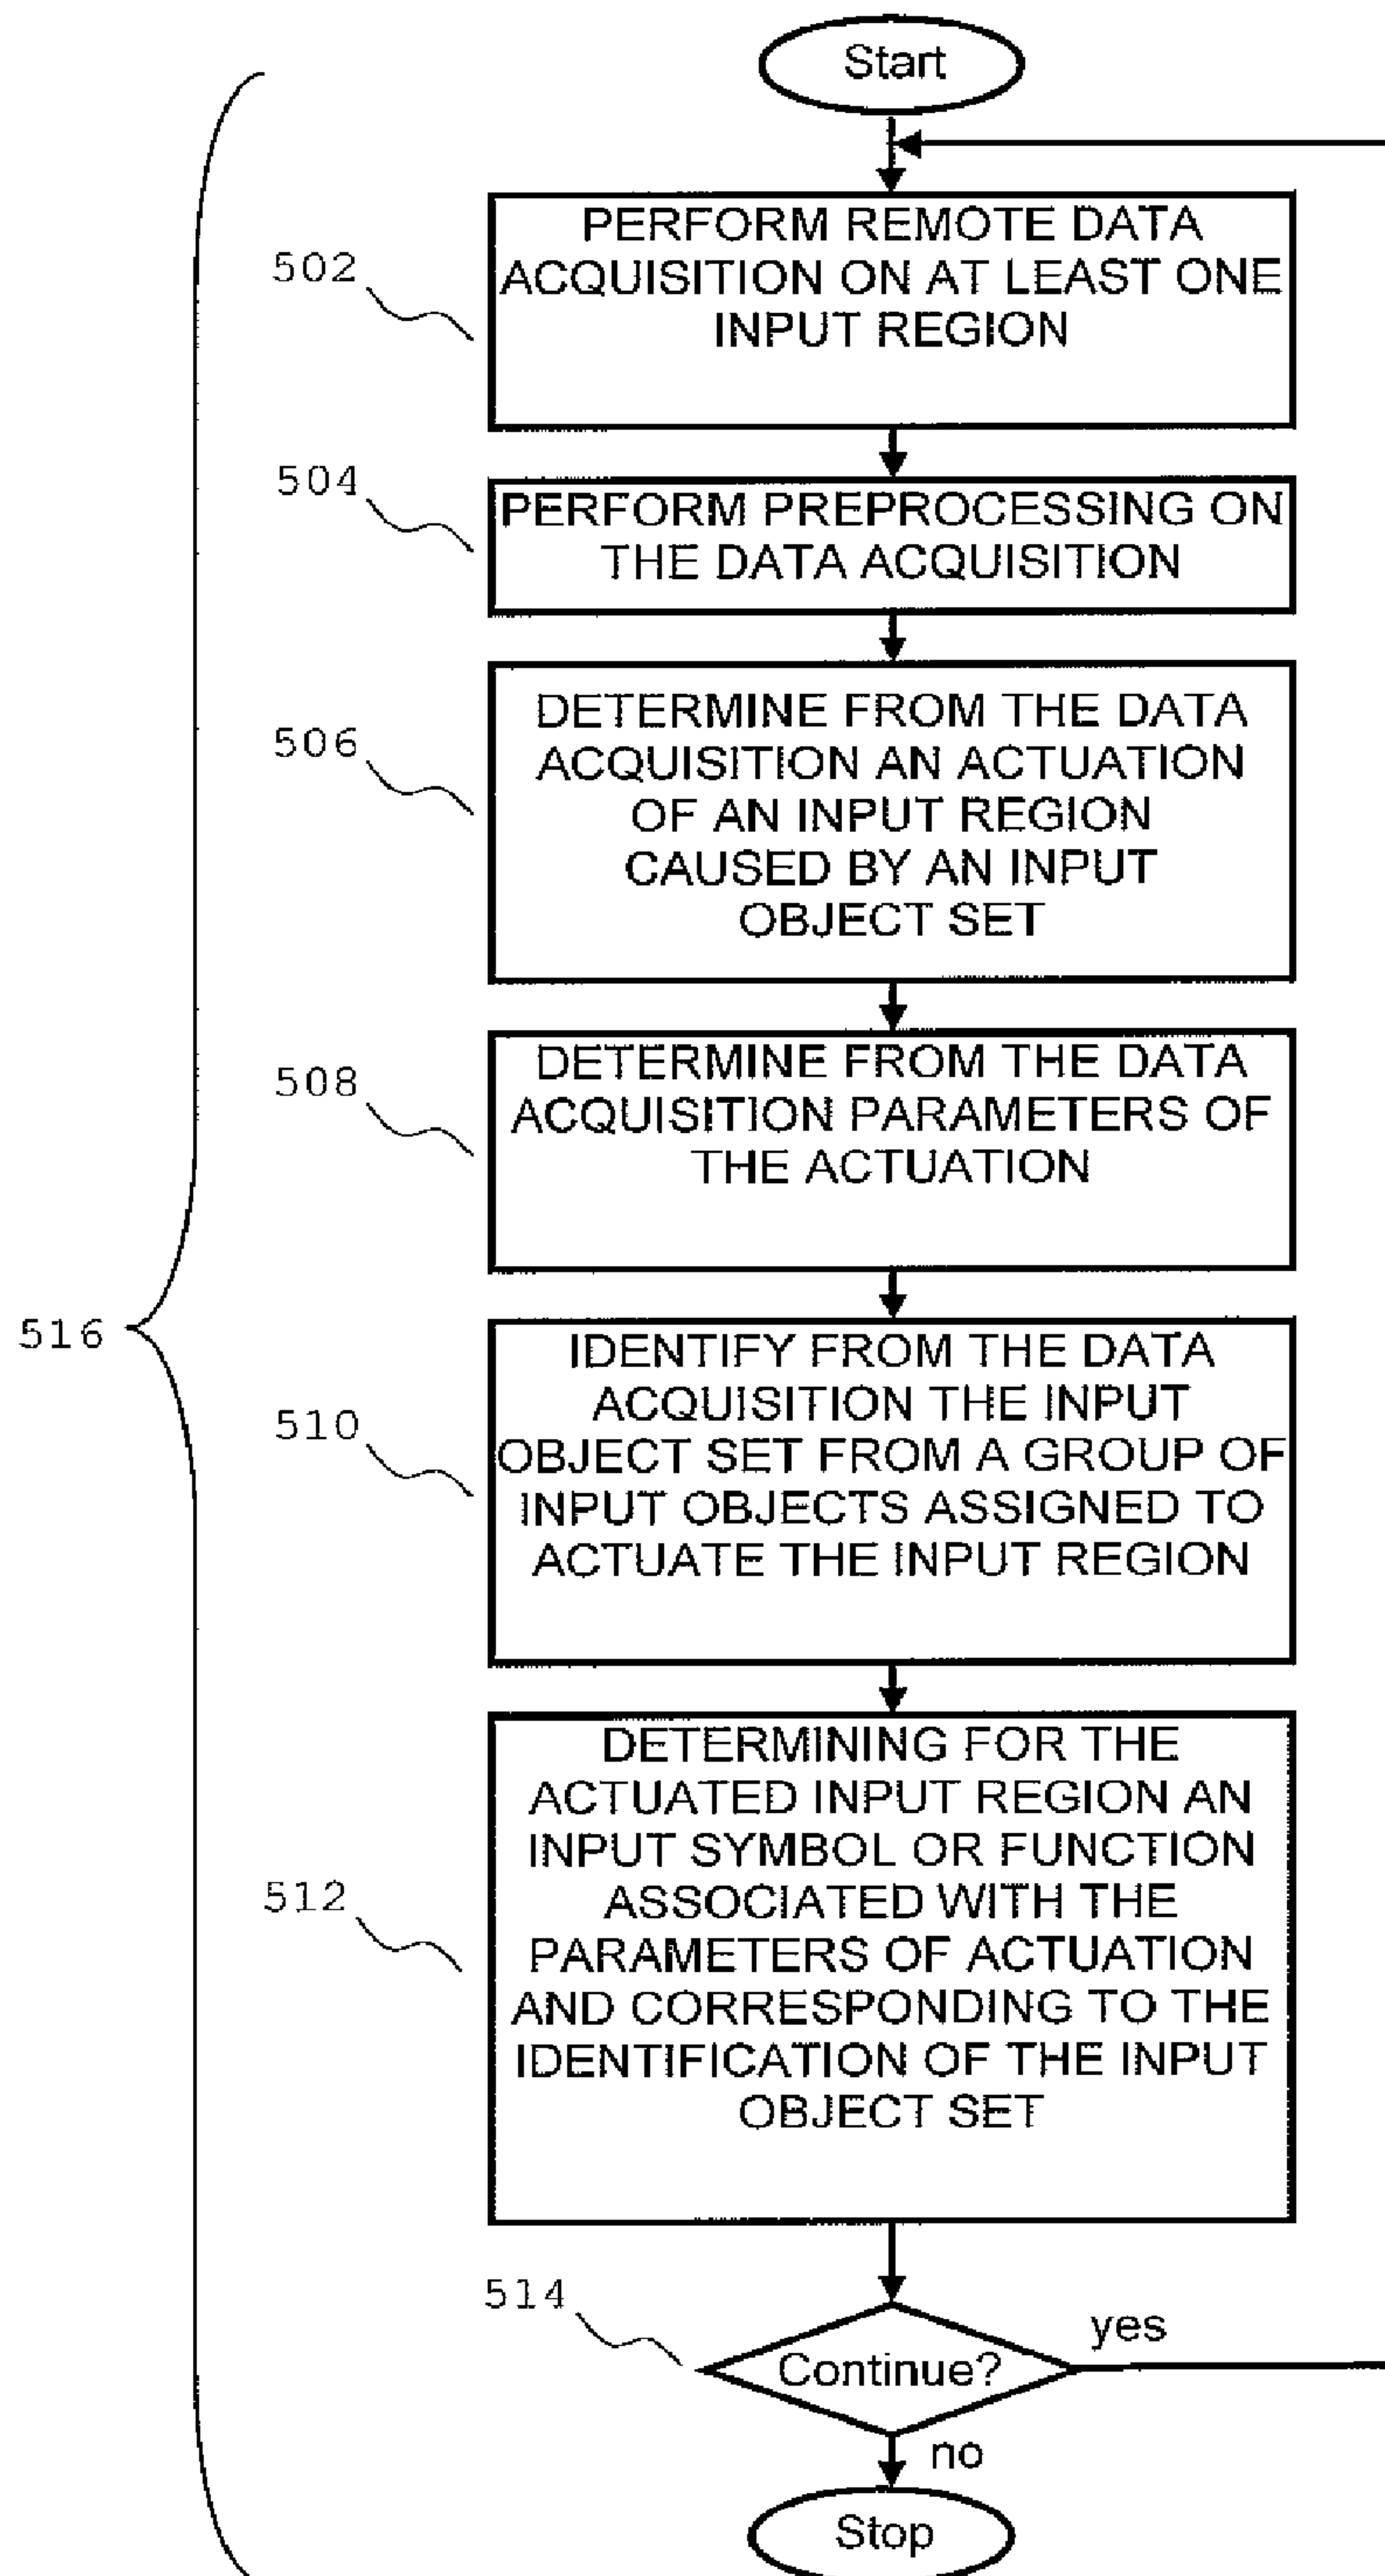 Start
502
PERFORM REMOTE DATA
ACQUISITION ON AT LEAST ONE
INPUT REGION
504
PERFORM PREPROCESSING ON
THE DATA ACQUISITION
506
DETERMINE FROM THE DATA
ACQUISITION AN ACTUATION
OF AN INPUT REGION
CAUSED BY AN INPUT
OBJECT SET
508
DETERMINE FROM THE DATA
ACQUISITION PARAMETERS OF
THE ACTUATION
516
510
IDENTIFY FROM THE DATA
ACQUISITION THE INPUT
OBJECT SET FROM A GROUP OF
INPUT OBJECTS ASSIGNED TO
ACTUATE THE INPUT REGION
512
DETERMINING FOR THE
ACTUATED INPUT REGION AN
INPUT SYMBOL OR FUNCTION
ASSOCIATED WITH THE
PARAMETERS OF ACTUATION
AND CORRESPONDING TO THE
IDENTIFICATION OF THE INPUT
OBJECT SET
514
Continue?
yes
no
Stop